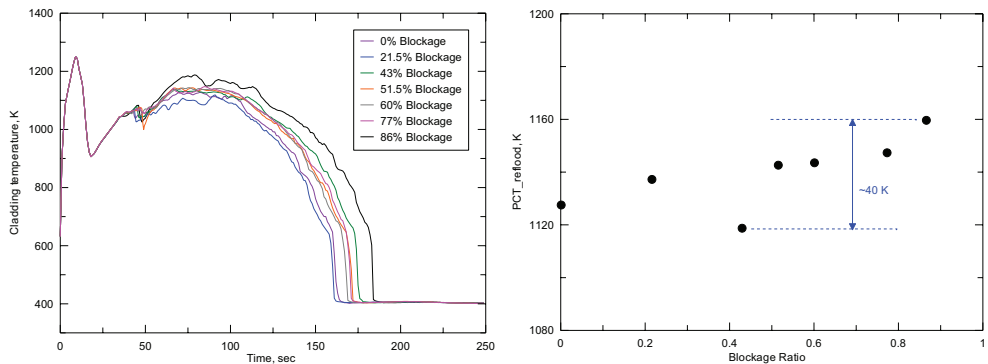 1400
1200
1000
800
600
400
0
50
100
150
200
250
Cladding temperature, K
Time, sec
0% Blockage
21.5% Blockage
43% Blockage
51.5% Blockage
60% Blockage
77% Blockage
86% Blockage
1200
1160
1120
1080
0
0.2
0.4
0.6
0.8
1
PCT_reflood, K
Blockage Ratio
~40 K